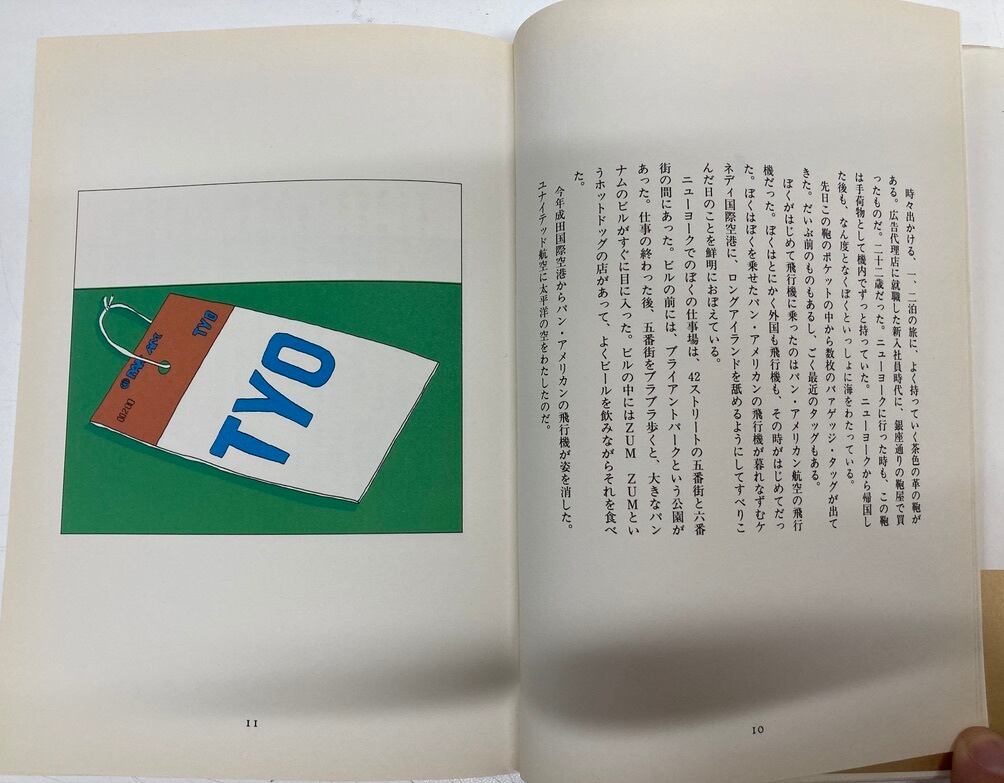 時々出かける、一、二泊の旅に、よく持っていく茶色の革の鞄が
ある。広告代理店に就職した新入社員時代に、銀座通りの鞄屋で買
ったものだ。二十二歳だった。ニューヨークに行った時も、この鞄
は手荷物として機内でずっと持っていた。ニューヨークから帰国し
た後も、なん度となくぼくといっしょに海をわたっている。
先日この鞄のポケットの中から数枚のバァゲッジ・タッグが出て
きた。だいぶ前のものもあるし、ごく最近のタッグもある。
ぼくがはじめて飛行機に乗ったのはパン・アメリカン航空の飛行
機だった。ぼくはとにかく外国も飛行機も、その時がはじめてだっ
た。ぼくはぼくを乗せたパン・アメリカンの飛行機が暮れなずむケ
ネディ国際空港に、ロングアイランドを舐めるようにしてすべりこ
んだ日のことを鮮明におぼえている。
ニューヨークでのぼくの仕事場は、42ストリートの五番街と六番
街の間にあった。ビルの前には、ブライアントパークという公園が
あった。仕事の終わった後、五番街をブラブラ歩くと、大きなパン
ナムのビルがすぐに目に入った。ビルの中にはZUM ZUMとい
うホットドッグの店があって、よくビールを飲みながらそれを食べ
た。
今年成田国際空港からパン・アメリカンの飛行機が姿を消した。
ユナイテッド航空に太平洋の空をわたしたのだ。
10
TYO
TYO
11